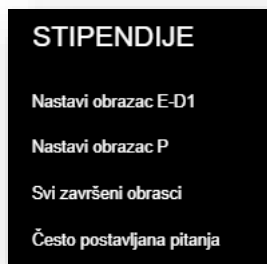 STIPENDIJE
Nastavi obrazac E-D1
Nastavi obrazac P
Svi završeni obrasci
Često postavljana pitanja